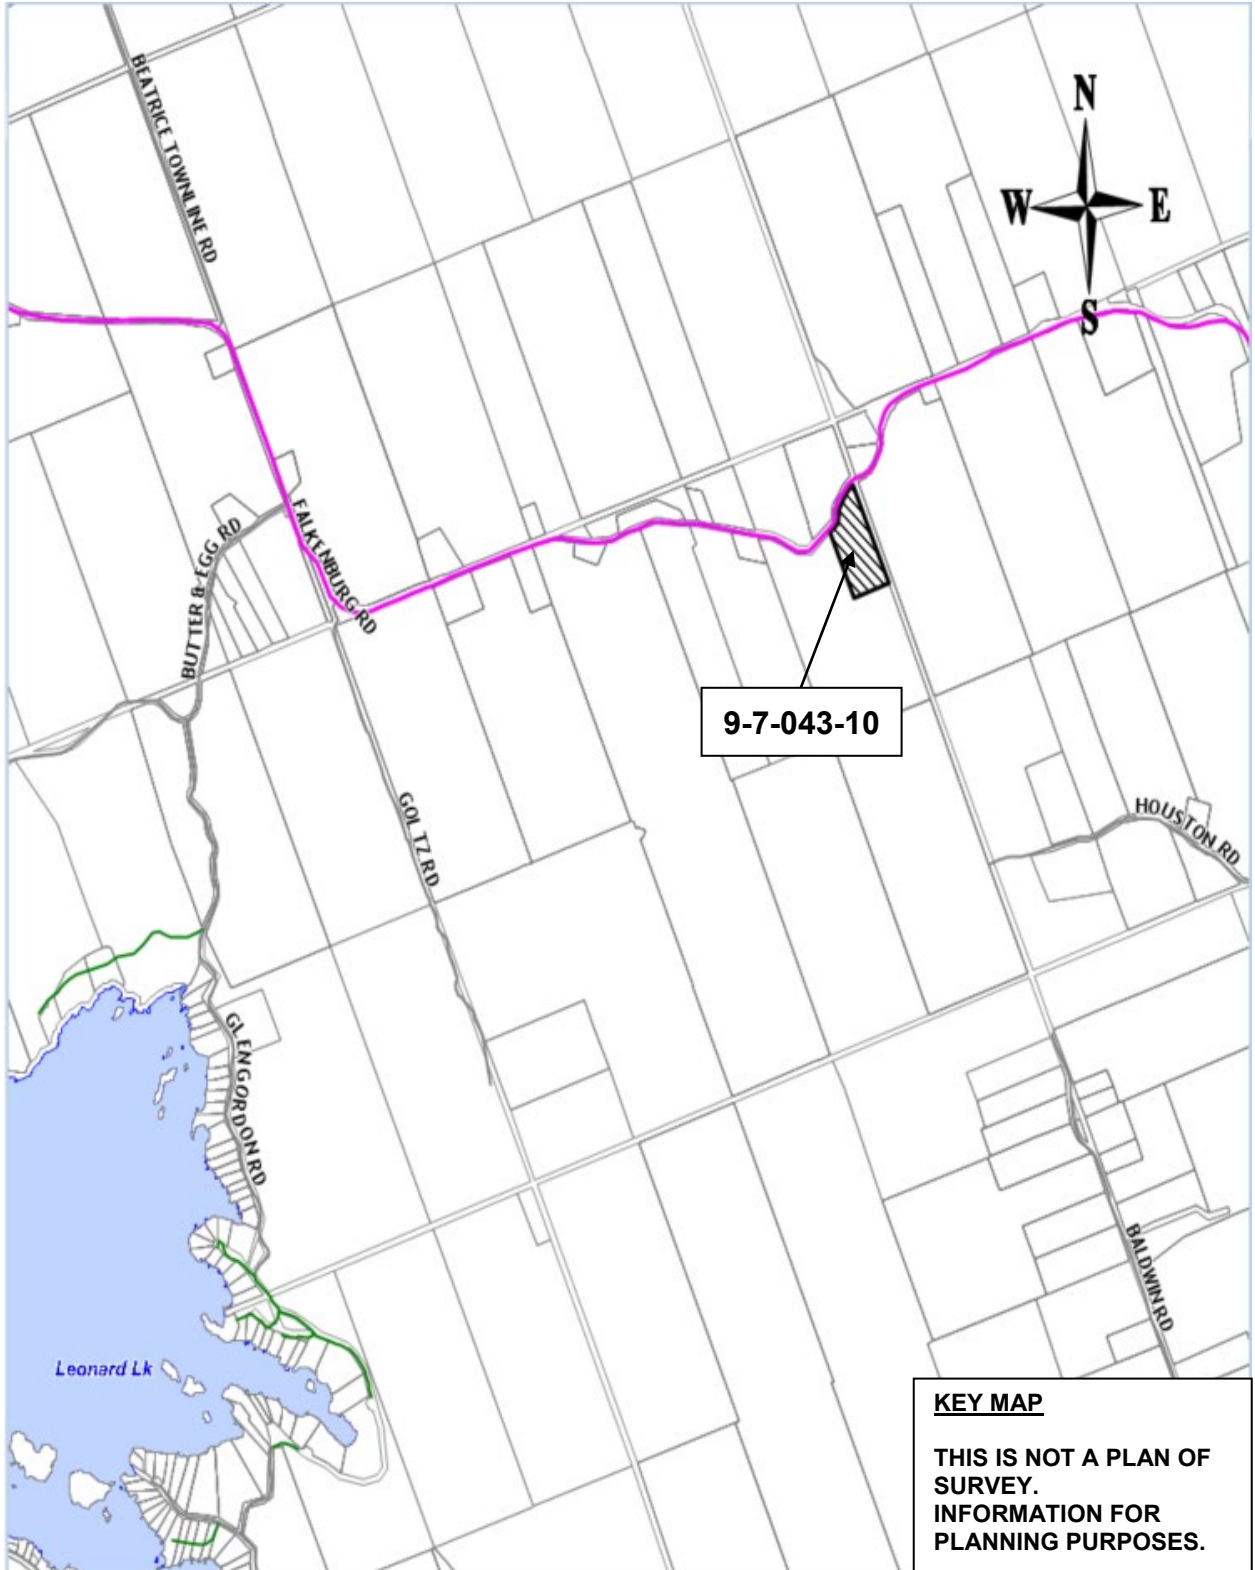 BEATRICE TOWNLINE RD
N
W
E
S
FALKENBURG RD
BUTTER & EGG RD
9-7-043-10
GOLTZ RD
HOUSTON RD
GLENGORDON RD
BALDWIN RD
Leonard Lk
KEY MAP
THIS IS NOT A PLAN OF
SURVEY.
INFORMATION FOR
PLANNING PURPOSES.